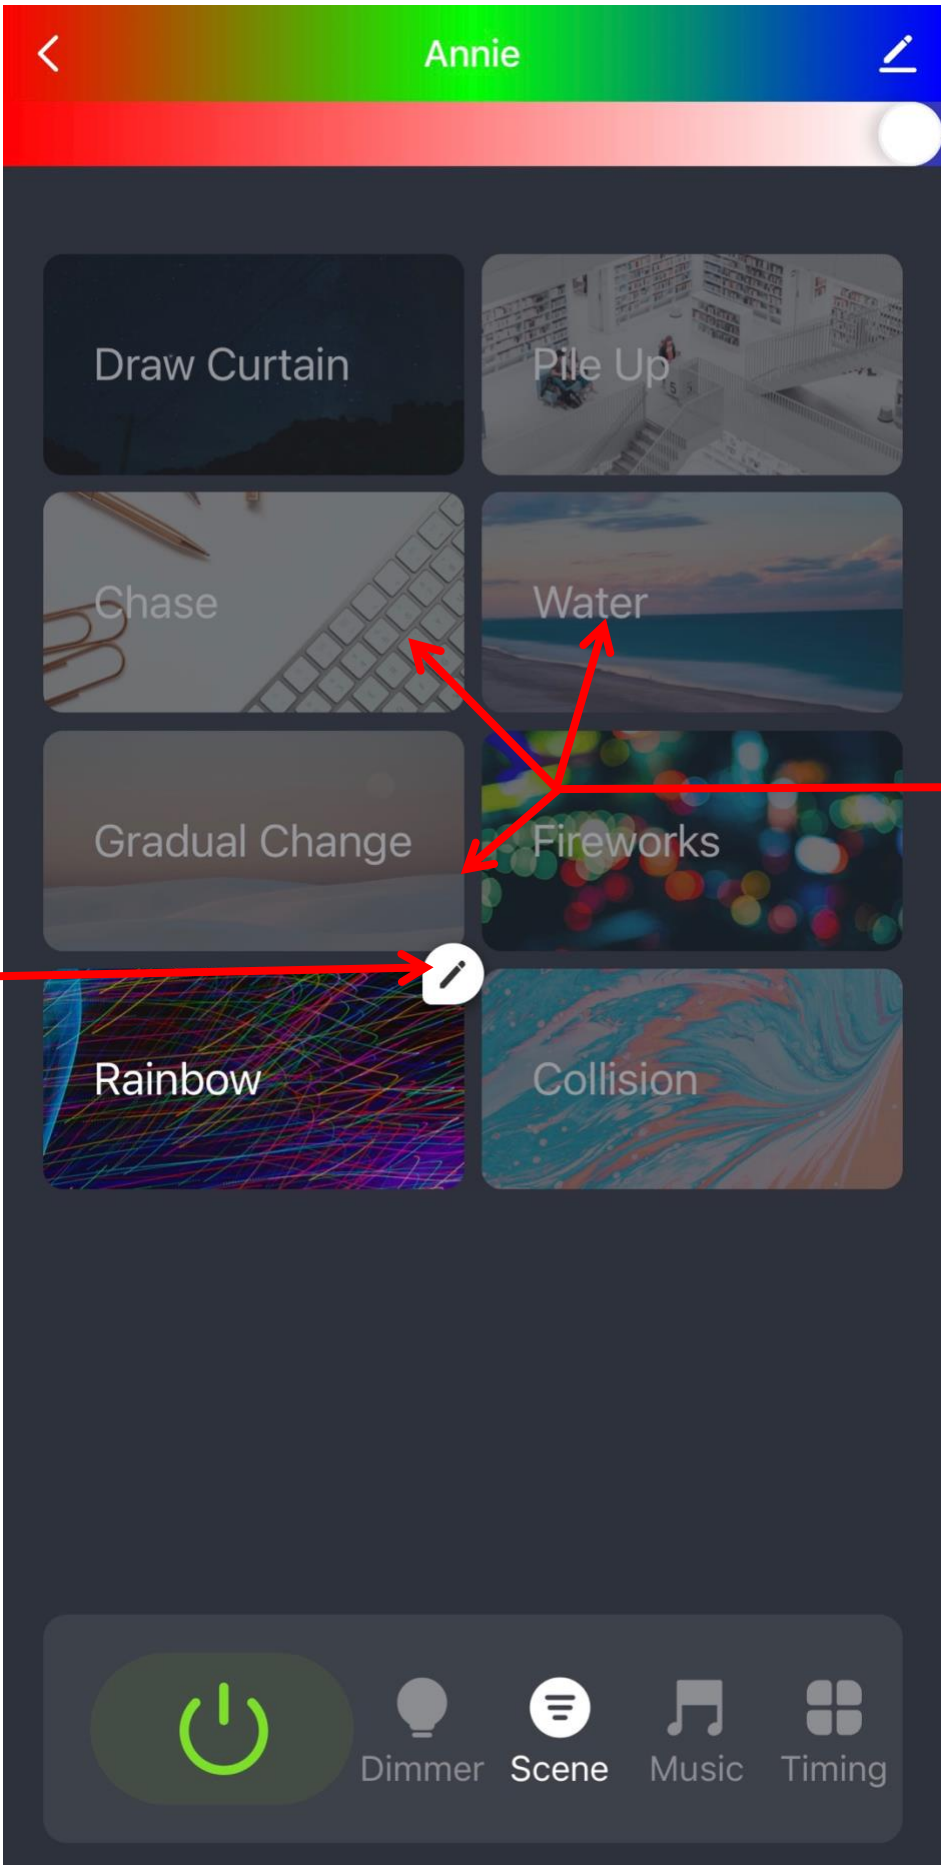 Annie
Draw Curtain
Pile Up
Chase
Water
Gradual Change
Fireworks
Rainbow
Collision
Dimmer
Scene
Music
Timing